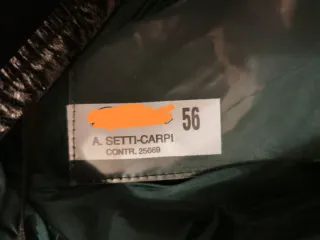 56
A. SETTI-CARPI
CONTR. 25669